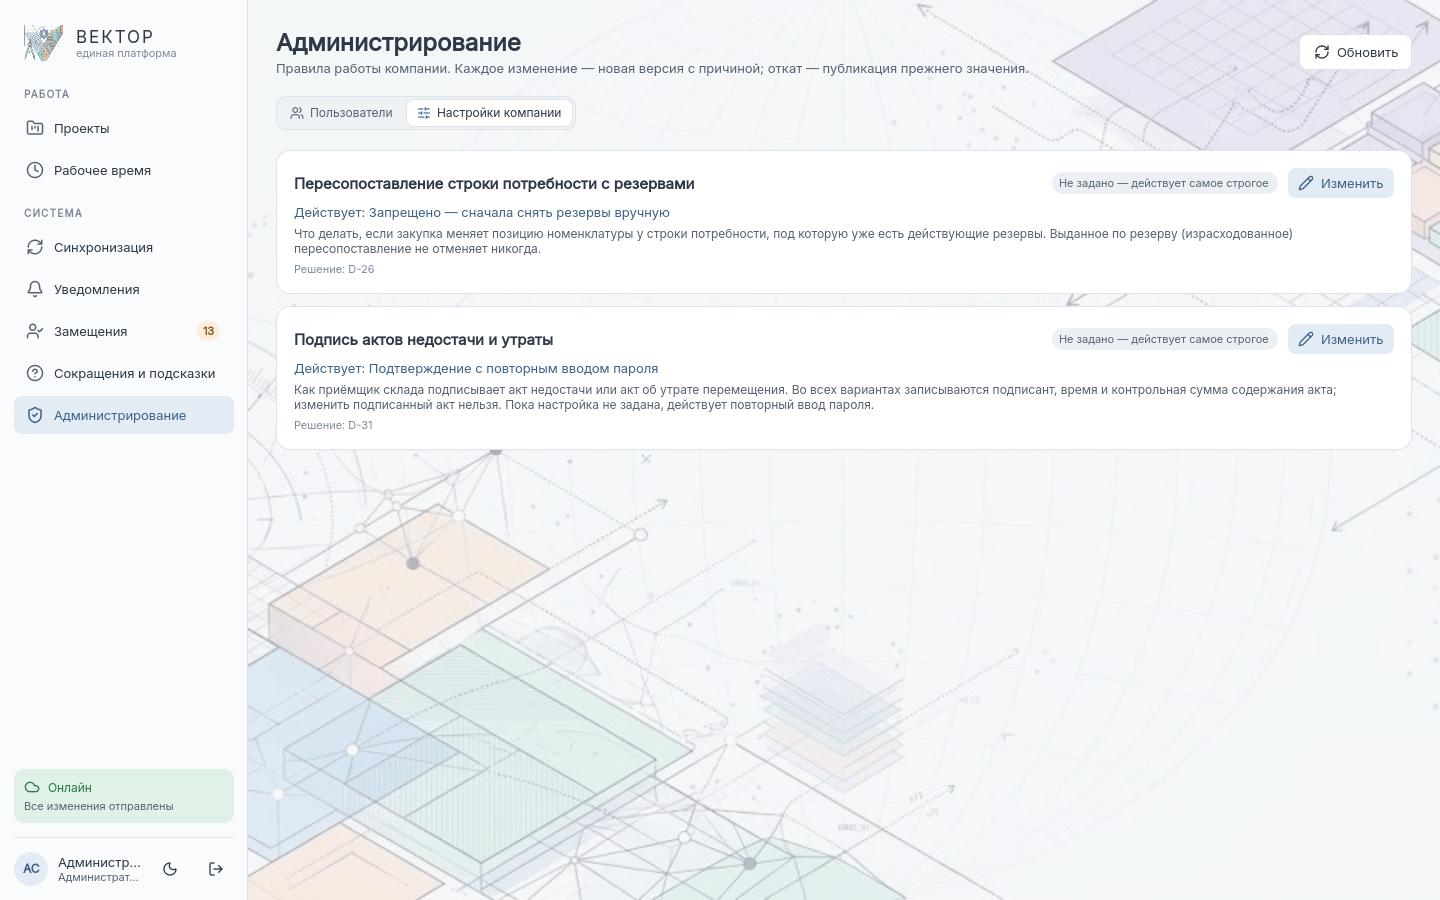 ВЕКТОР
единая платформа
РАБОТА
Проекты
Рабочее время
СИСТЕМА
Синхронизация
Уведомления
Замещения
13
Сокращения и подсказки
Администрирование
Онлайн
Все изменения отправлены
АС
Администр...
Администрат...
Администрирование
Правила работы компании. Каждое изменение — новая версия с причиной; откат — публикация прежнего значения.
Обновить
Пользователи
Настройки компании
Пересопоставление строки потребности с резервами
Не задано — действует самое строгое
Изменить
Действует: Запрещено — сначала снять резервы вручную
Что делать, если закупка меняет позицию номенклатуры у строки потребности, под которую уже есть действующие резервы. Выданное по резерву (израсходованное)
пересопоставление не отменяет никогда.
Решение: D-26
Подпись актов недостачи и утраты
Не задано — действует самое строгое
Изменить
Действует: Подтверждение с повторным вводом пароля
Как приёмщик склада подписывает акт недостачи или акт об утрате перемещения. Во всех вариантах записываются подписант, время и контрольная сумма содержания акта;
изменить подписанный акт нельзя. Пока настройка не задана, действует повторный ввод пароля.
Решение: D-31